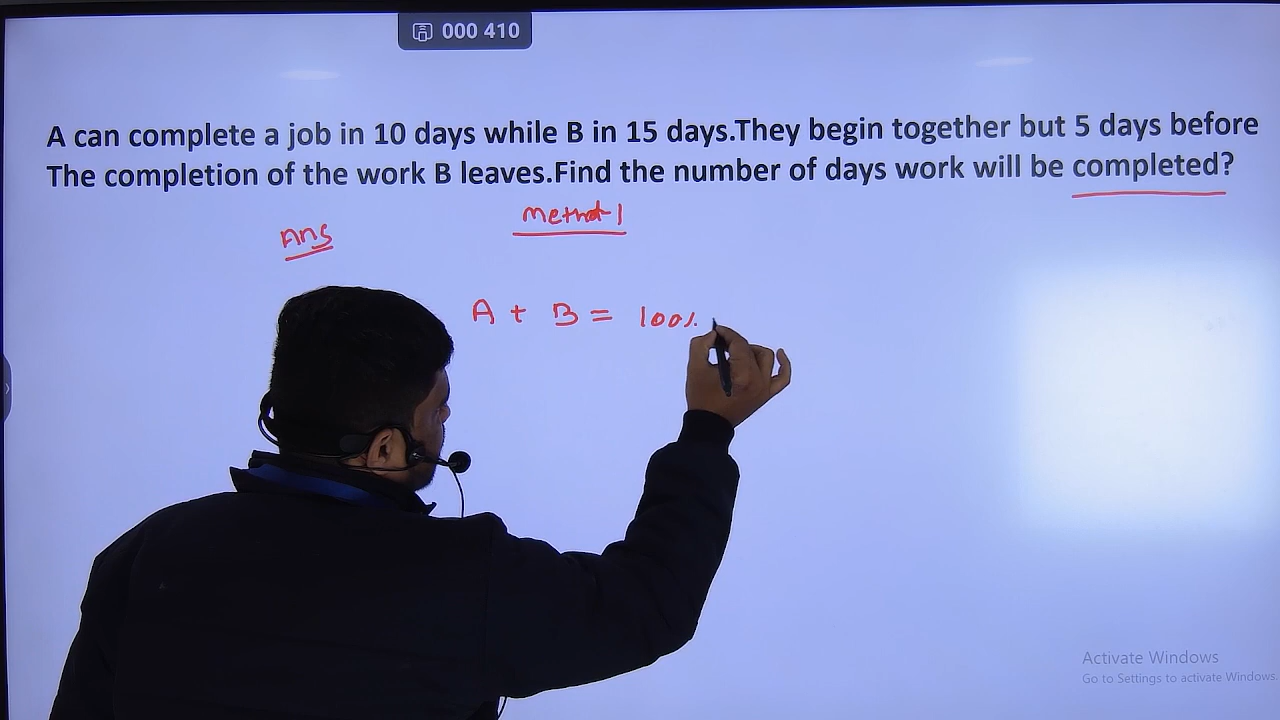 000 410
A can complete a job in 10 days while B in 15 days.They begin together but 5 days before
The completion of the work B leaves.Find the number of days work will be completed?
Method-1
Ans
A + B = 100%
Activate Windows
Go to Settings to activate Windows.